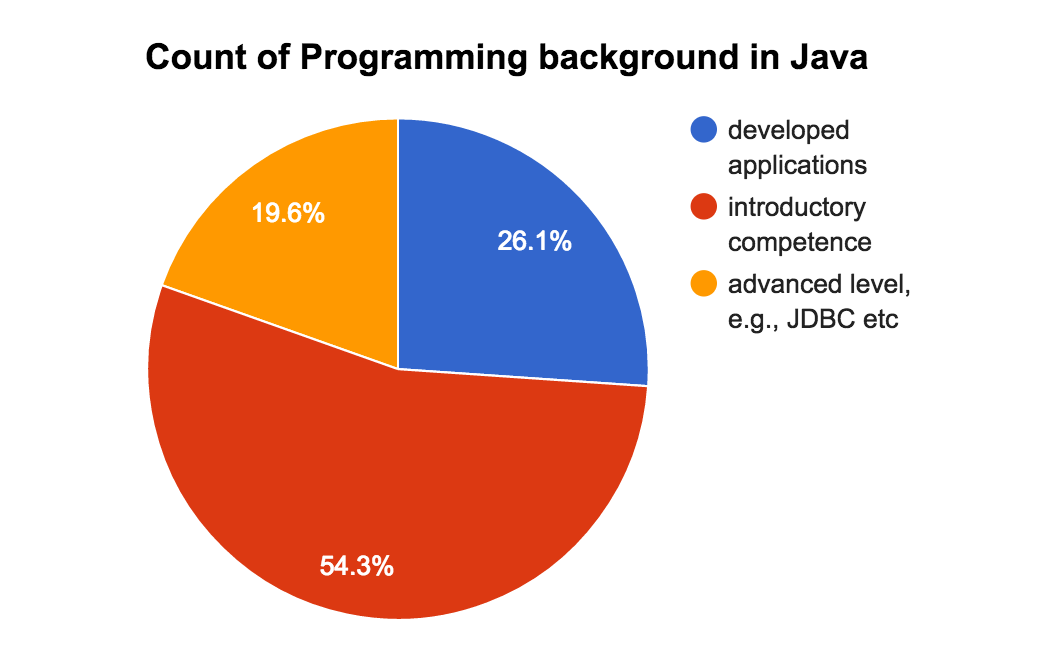 Count of Programming background in Java
developed
applications
introductory
competence
advanced level,
e.g., JDBC etc
19.6%
26.1%
54.3%